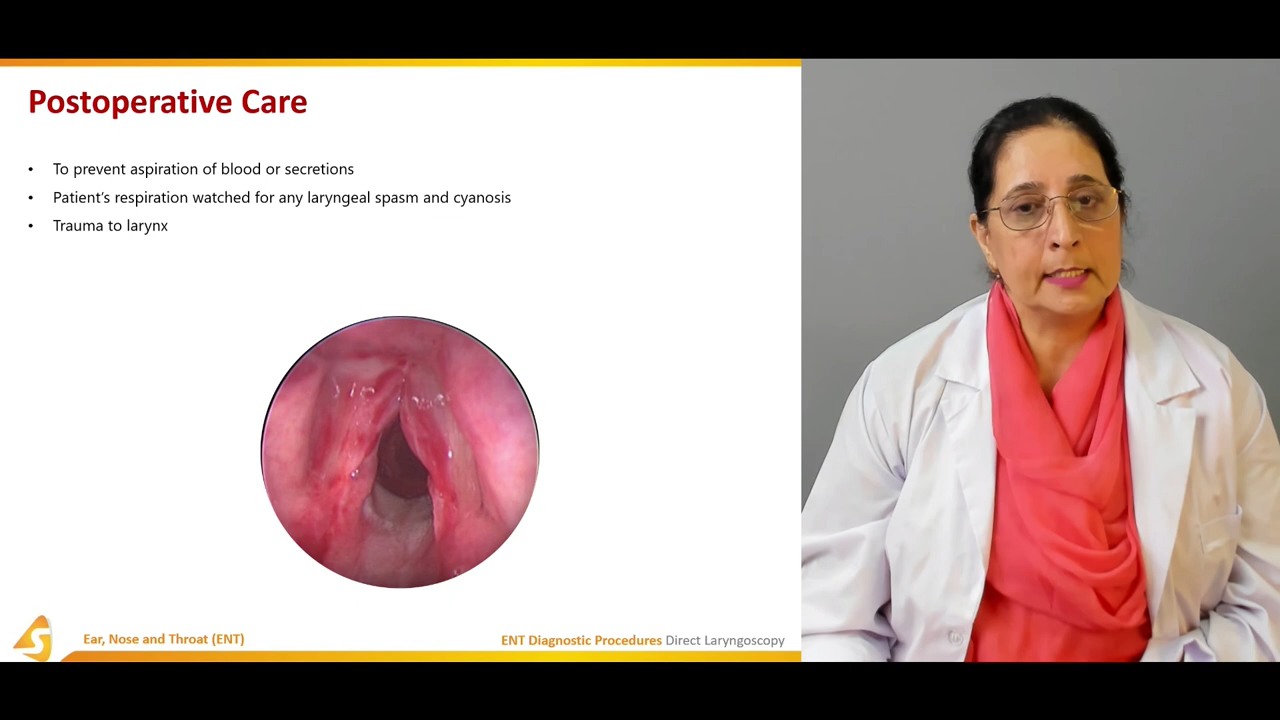 Postoperative Care
• To prevent aspiration of blood or secretions
• Patient's respiration watched for any laryngeal spasm and cyanosis
• Trauma to larynx
S
Ear, Nose and Throat (ENT)
ENT Diagnostic Procedures Direct Laryngoscopy